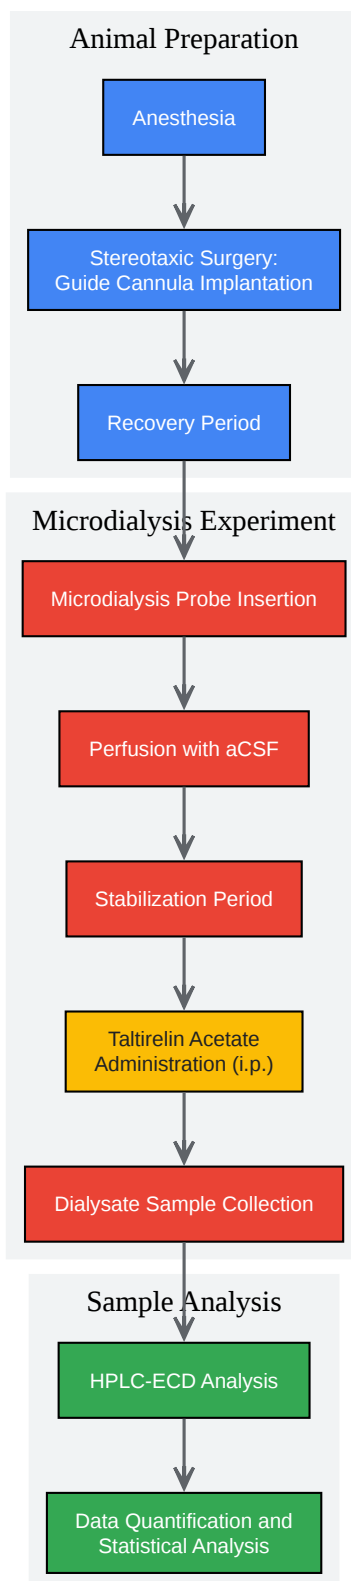 Animal Preparation
Anesthesia
Stereotaxic Surgery:
Guide Cannula Implantation
Recovery Period
Microdialysis Experiment
Microdialysis Probe Insertion
Perfusion with aCSF
Stabilization Period
Taltirelin Acetate
Administration (i.p.)
Dialysate Sample Collection
Sample Analysis
HPLC-ECD Analysis
Data Quantification and
Statistical Analysis